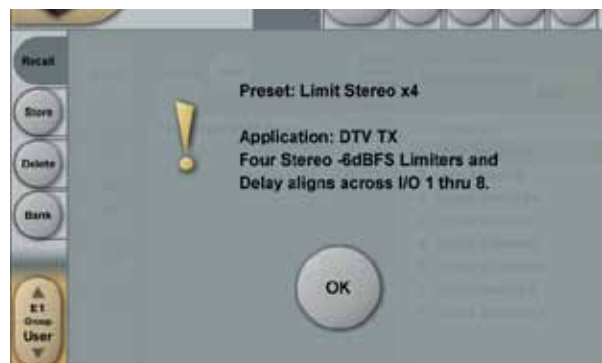 Recall
Preset: Limit Stereo x4
Store
Application: DTV TX
Four Stereo -6dBFS Limiters and
Delete
Delay aligns across I/O 1 thru 8.
Bank
OK
E1
Group
User